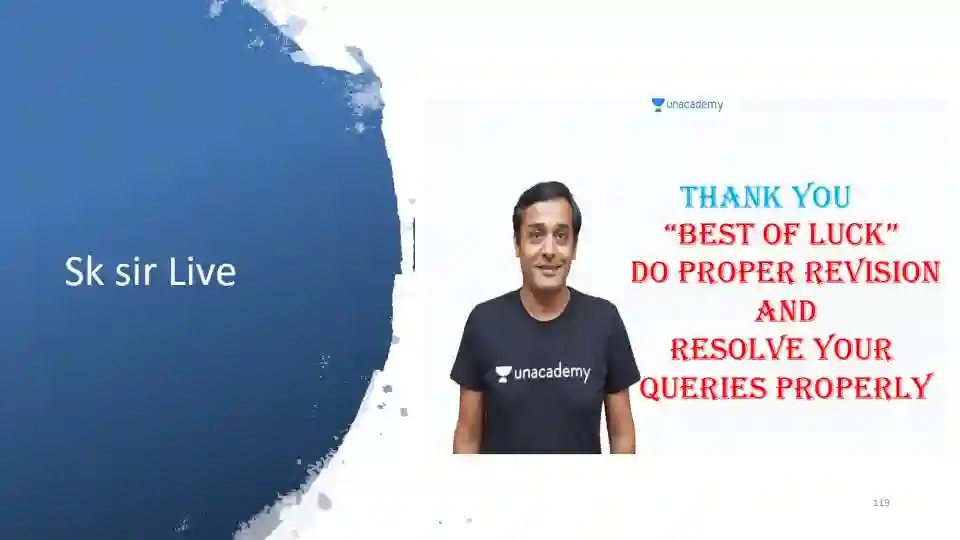 Sk sir Live
unacademy
THANK YOU
“BEST OF LUCK”
DO PROPER REVISION
AND
RESOLVE YOUR
QUERIES PROPERLY
unacademy
119